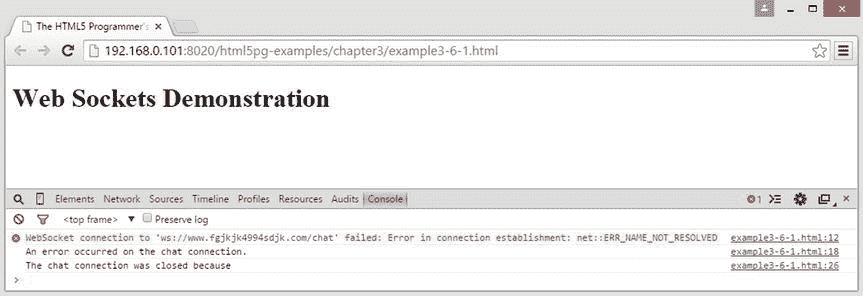 The HTML5 Programmer's
192.168.0.101:8020/html5pg-examples/chapter3/example3-6-1.html
Web Sockets Demonstration
Elements Network Sources Timeline Profiles Resources Audits Console 1
<top frame> Preserve log
WebSocket connection to 'ws://www.fgjkjk4994sdjk.com/chat' failed: Error in connection establishment: net::ERR_NAME_NOT_RESOLVED example3-6-1.html:12
An error occurred on the chat connection. example3-6-1.html:18
The chat connection was closed because example3-6-1.html:26